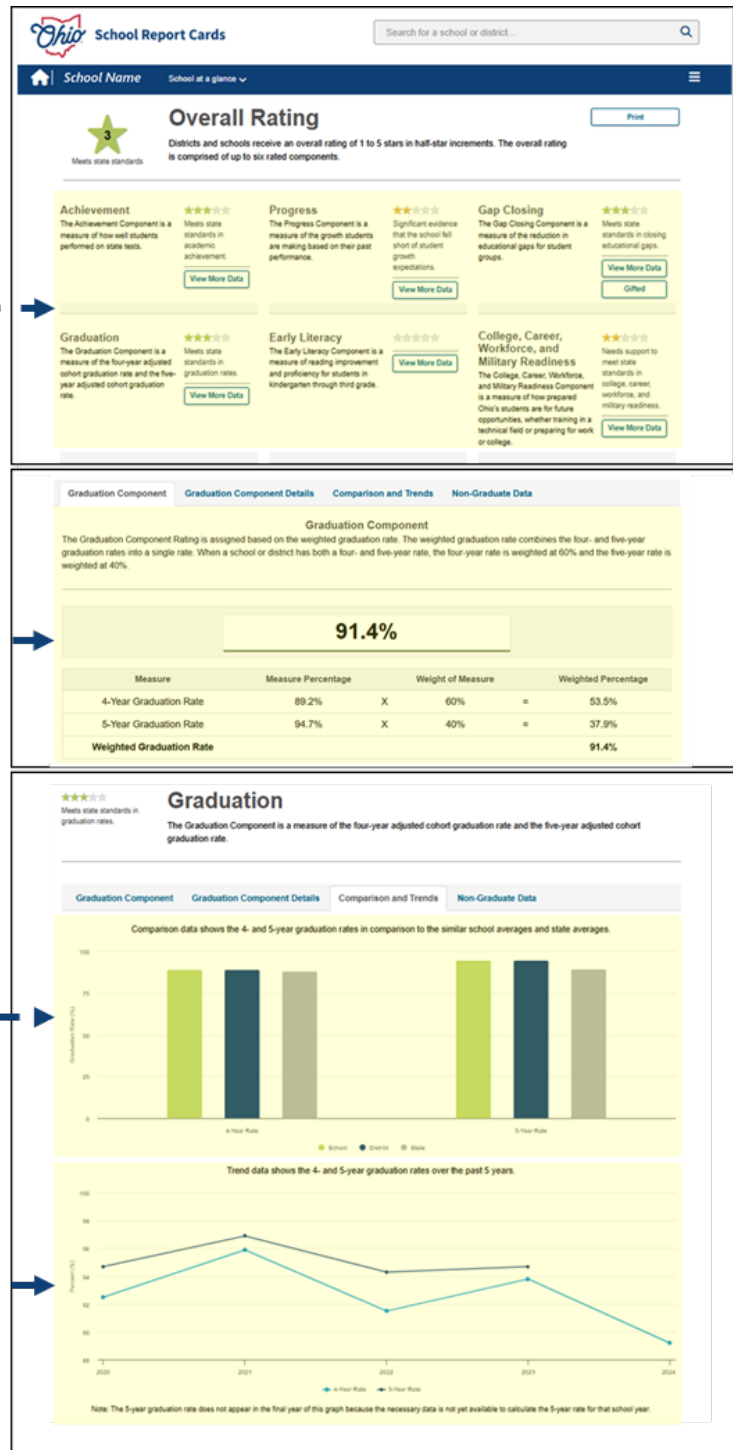 Ohio School Report Cards
Search for a school or district...
School Name
School at a glance
3
Meets state standards
Overall Rating
Print
Districts and schools receive an overall rating of 1 to 5 stars in half-star increments. The overall rating
is comprised of up to six rated components.
Achievement
The Achievement Component is a
measure of how well students
performed on state tests.
Meets state
standards in
academic
achievement.
View More Data
Progress
The Progress Component is a
measure of the growth students
are making based on their past
performance.
Significant evidence
that the school fell
short of student
growth
expectations.
View More Data
Gap Closing
The Gap Closing Component is a
measure of the reduction in
educational gaps for student
groups.
Meets state
standards in closing
educational gaps.
View More Data
Gifted
Graduation
The Graduation Component is a
measure of the four-year adjusted
cohort graduation rate and the five-
year adjusted cohort graduation
rate.
Meets state
standards in
graduation rates.
View More Data
Early Literacy
The Early Literacy Component is a
measure of reading improvement
and proficiency for students in
kindergarten through third grade.
View More Data
College, Career,
Workforce, and
Military Readiness
The College, Career, Workforce,
and Military Readiness Component
is a measure of how prepared
Ohio's students are for future
opportunities, whether training in a
technical field or preparing for work
or college.
Needs support to
meet state
standards in
college, career,
workforce, and
military readiness.
View More Data
Graduation Component
Graduation Component Details
Comparison and Trends
Non-Graduate Data
Graduation Component
The Graduation Component Rating is assigned based on the weighted graduation rate. The weighted graduation rate combines the four- and five-year
graduation rates into a single rate. When a school or district has both a four- and five-year rate, the four-year rate is weighted at 60% and the five-year rate is
weighted at 40%.
91.4%
Measure Measure Percentage Weight of Measure Weighted Percentage
4-Year Graduation Rate 89.2% X 60% = 53.5%
5-Year Graduation Rate 94.7% X 40% = 37.9%
Weighted Graduation Rate 91.4%
Meets state standards in
graduation rates.
Graduation
The Graduation Component is a measure of the four-year adjusted cohort graduation rate and the five-year adjusted cohort
graduation rate.
Graduation Component
Graduation Component Details
Comparison and Trends
Non-Graduate Data
Comparison data shows the 4- and 5-year graduation rates in comparison to the similar school averages and state averages.
100
75
50
25
0
Graduation Rate (%)
4-Year Rate
5-Year Rate
School District State
Trend data shows the 4- and 5-year graduation rates over the past 5 years.
100
98
96
94
92
90
88
Percent (%)
2020 2021 2022 2023 2024
4-Year Rate 5-Year Rate
Note: The 5-year graduation rate does not appear in the final year of this graph because the necessary data is not yet available to calculate the 5-year rate for that school year.